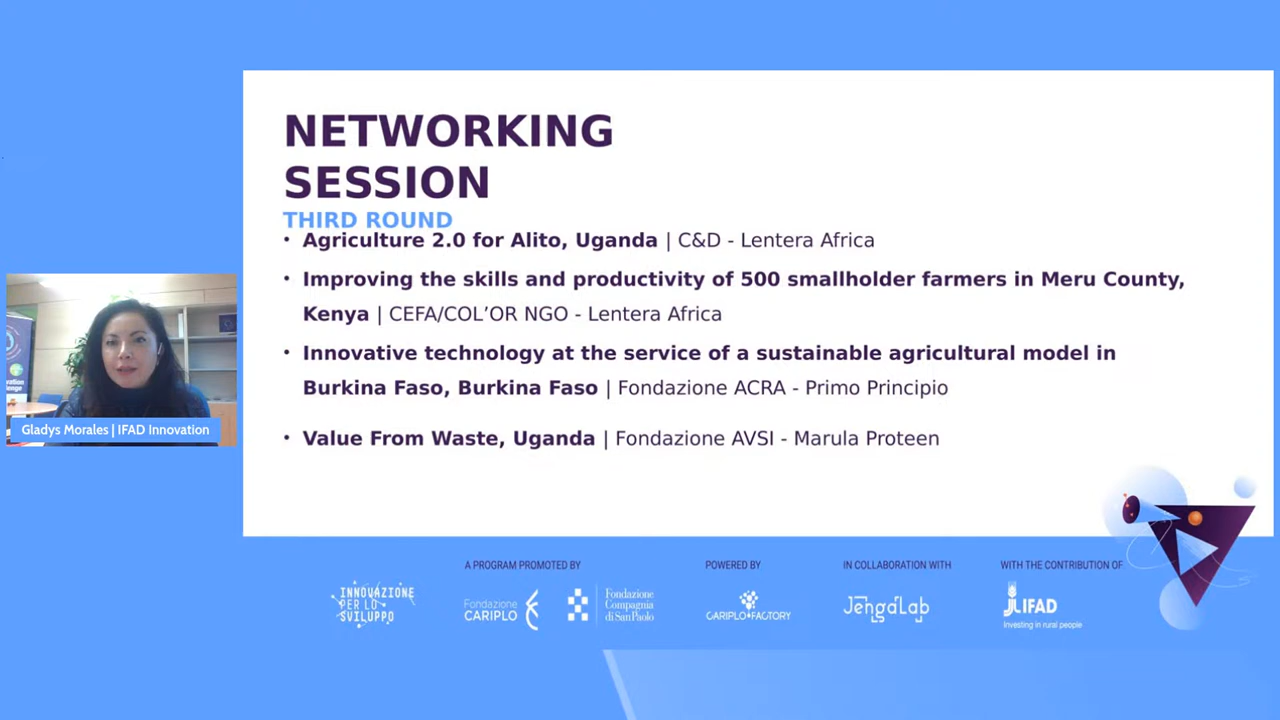 NETWORKING
SESSION
THIRD ROUND
• Agriculture 2.0 for Alito, Uganda | C&D - Lentera Africa
• Improving the skills and productivity of 500 smallholder farmers in Meru County,
Kenya | CEFA/COL’OR NGO - Lentera Africa
• Innovative technology at the service of a sustainable agricultural model in
Burkina Faso, Burkina Faso | Fondazione ACRA - Primo Principio
• Value From Waste, Uganda | Fondazione AVSI - Marula Proteen
Gladys Morales | IFAD Innovation
A PROGRAM PROMOTED BY
POWERED BY
IN COLLABORATION WITH
WITH THE CONTRIBUTION OF
INNOVAZIONE
PER LO
SVILUPPO
Fondazione
CARIPLO
Fondazione
Compagnia
di SanPaolo
CARIPLO FACTORY
JengaLab
IFAD
Investing in rural people